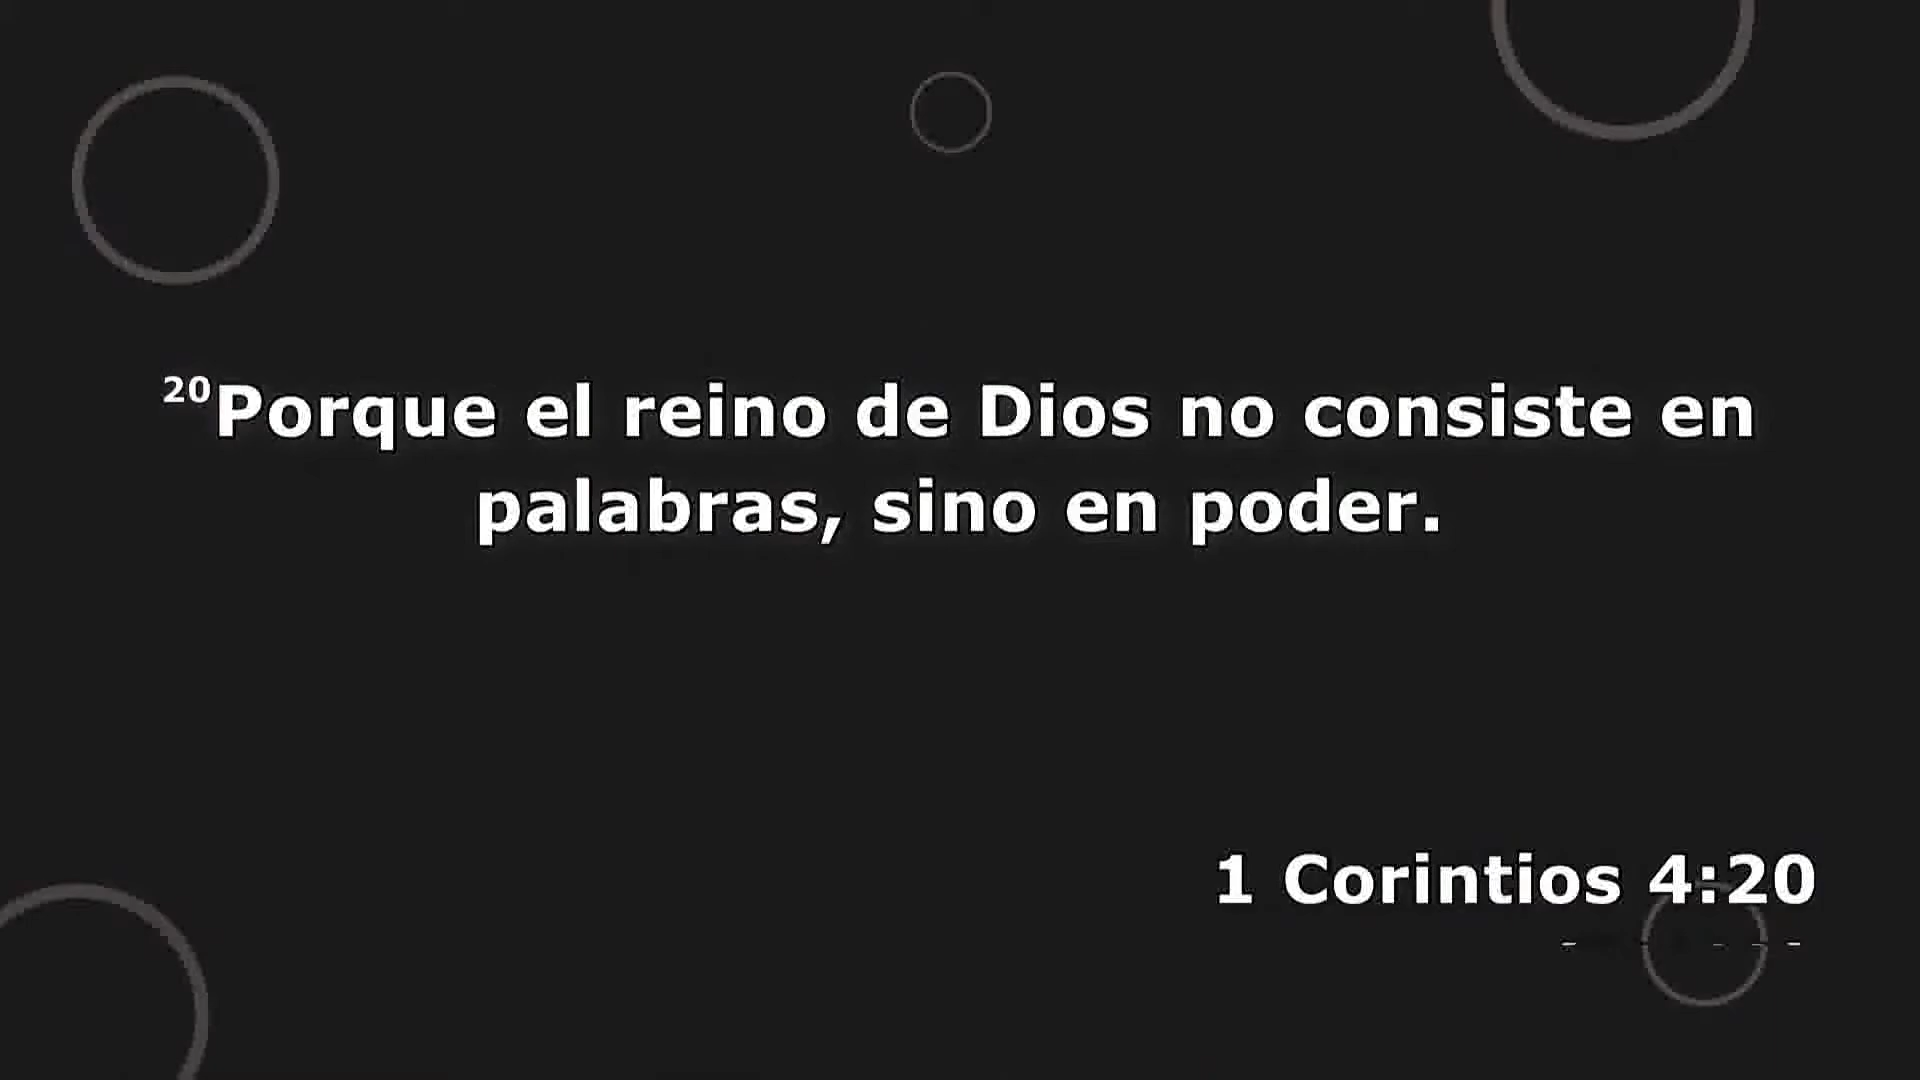 ²⁰Porque el reino de Dios no consiste en
palabras, sino en poder.
1 Corintios 4:20